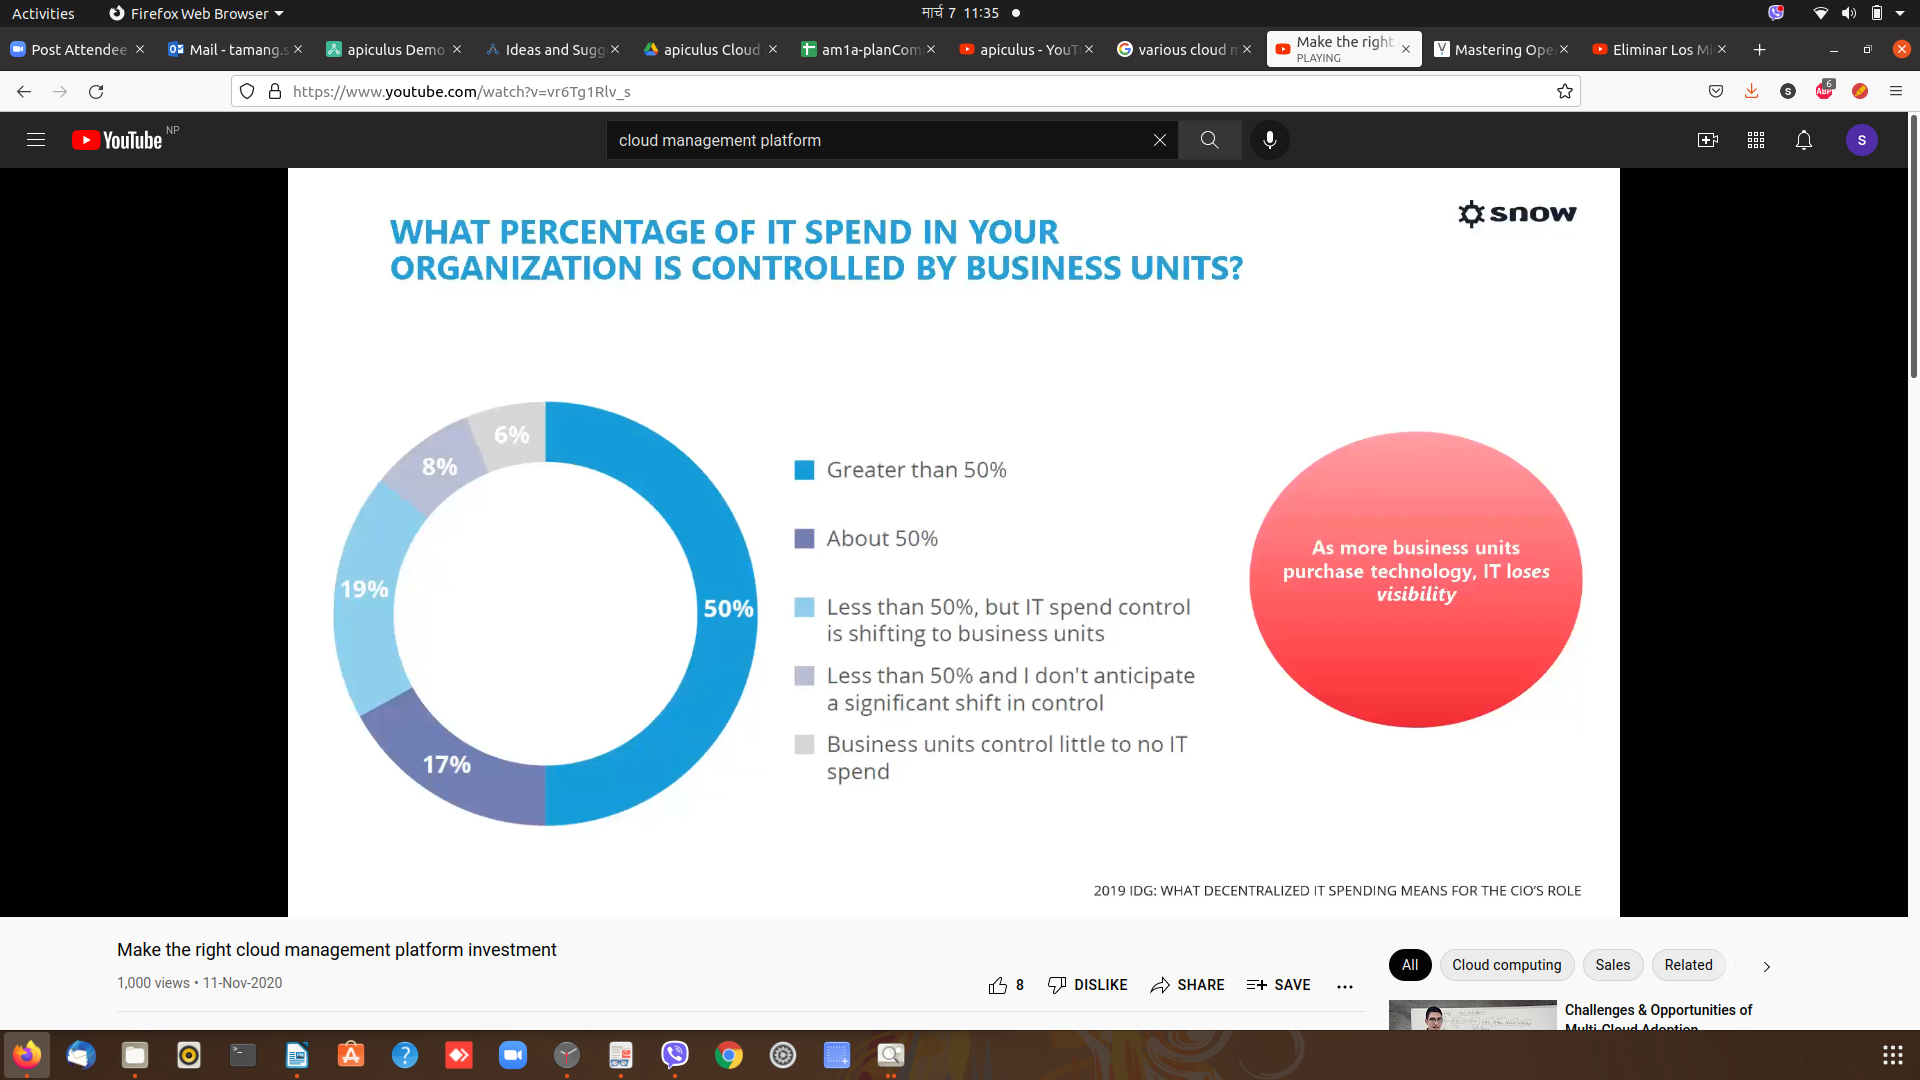 Activities
Firefox Web Browser
मार्च 7 11:35
Post Attendee
Mail - tamang.s
apiculus Demo
Ideas and Sugg
apiculus Cloud
am1a-planCom
apiculus - YouT
various cloud m
Make the right
PLAYING
Mastering Ope
Eliminar Los Mi
https://www.youtube.com/watch?v=vr6Tg1Rlv_s
S
ABP
6
YouTube NP
cloud management platform
S
WHAT PERCENTAGE OF IT SPEND IN YOUR
ORGANIZATION IS CONTROLLED BY BUSINESS UNITS?
snow
6%
8%
19%
50%
17%
Greater than 50%
About 50%
Less than 50%, but IT spend control
is shifting to business units
Less than 50% and I don't anticipate
a significant shift in control
Business units control little to no IT
spend
As more business units
purchase technology, IT loses
visibility
2019 IDG: WHAT DECENTRALIZED IT SPENDING MEANS FOR THE CIO'S ROLE
Make the right cloud management platform investment
1,000 views • 11-Nov-2020
8
DISLIKE
SHARE
SAVE
All
Cloud computing
Sales
Related
Challenges & Opportunities of
Multi-Cloud Adoption